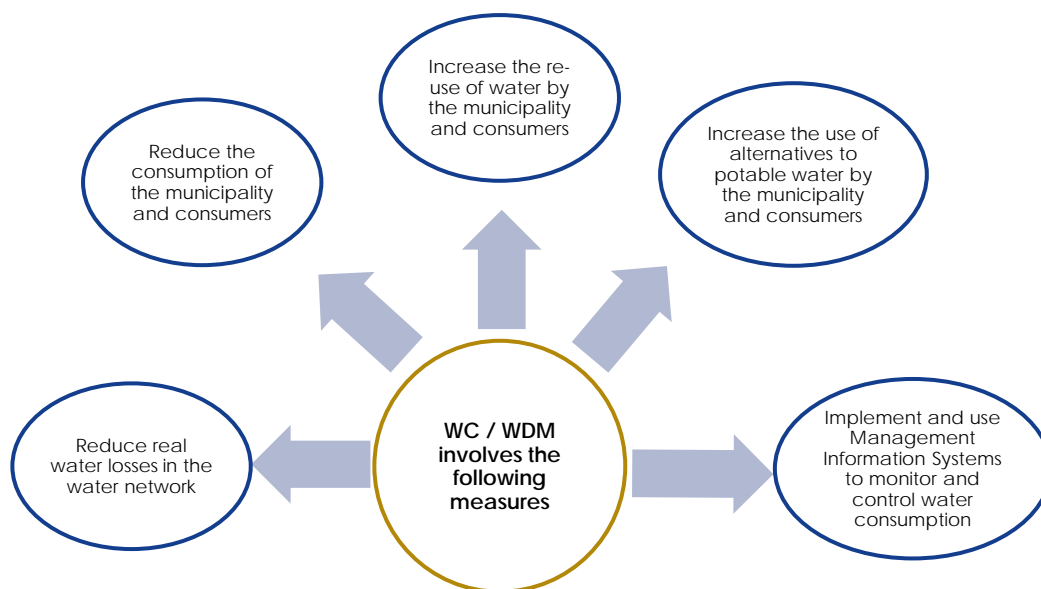 Increase the re-
use of water by
the municipality
and consumers
Reduce the
consumption of
the municipality
and consumers
Increase the use of
alternatives to
potable water by
the municipality
and consumers
Reduce real
water losses in the
water network
WC / WDM
involves the
following
measures
Implement and use
Management
Information Systems
to monitor and
control water
consumption